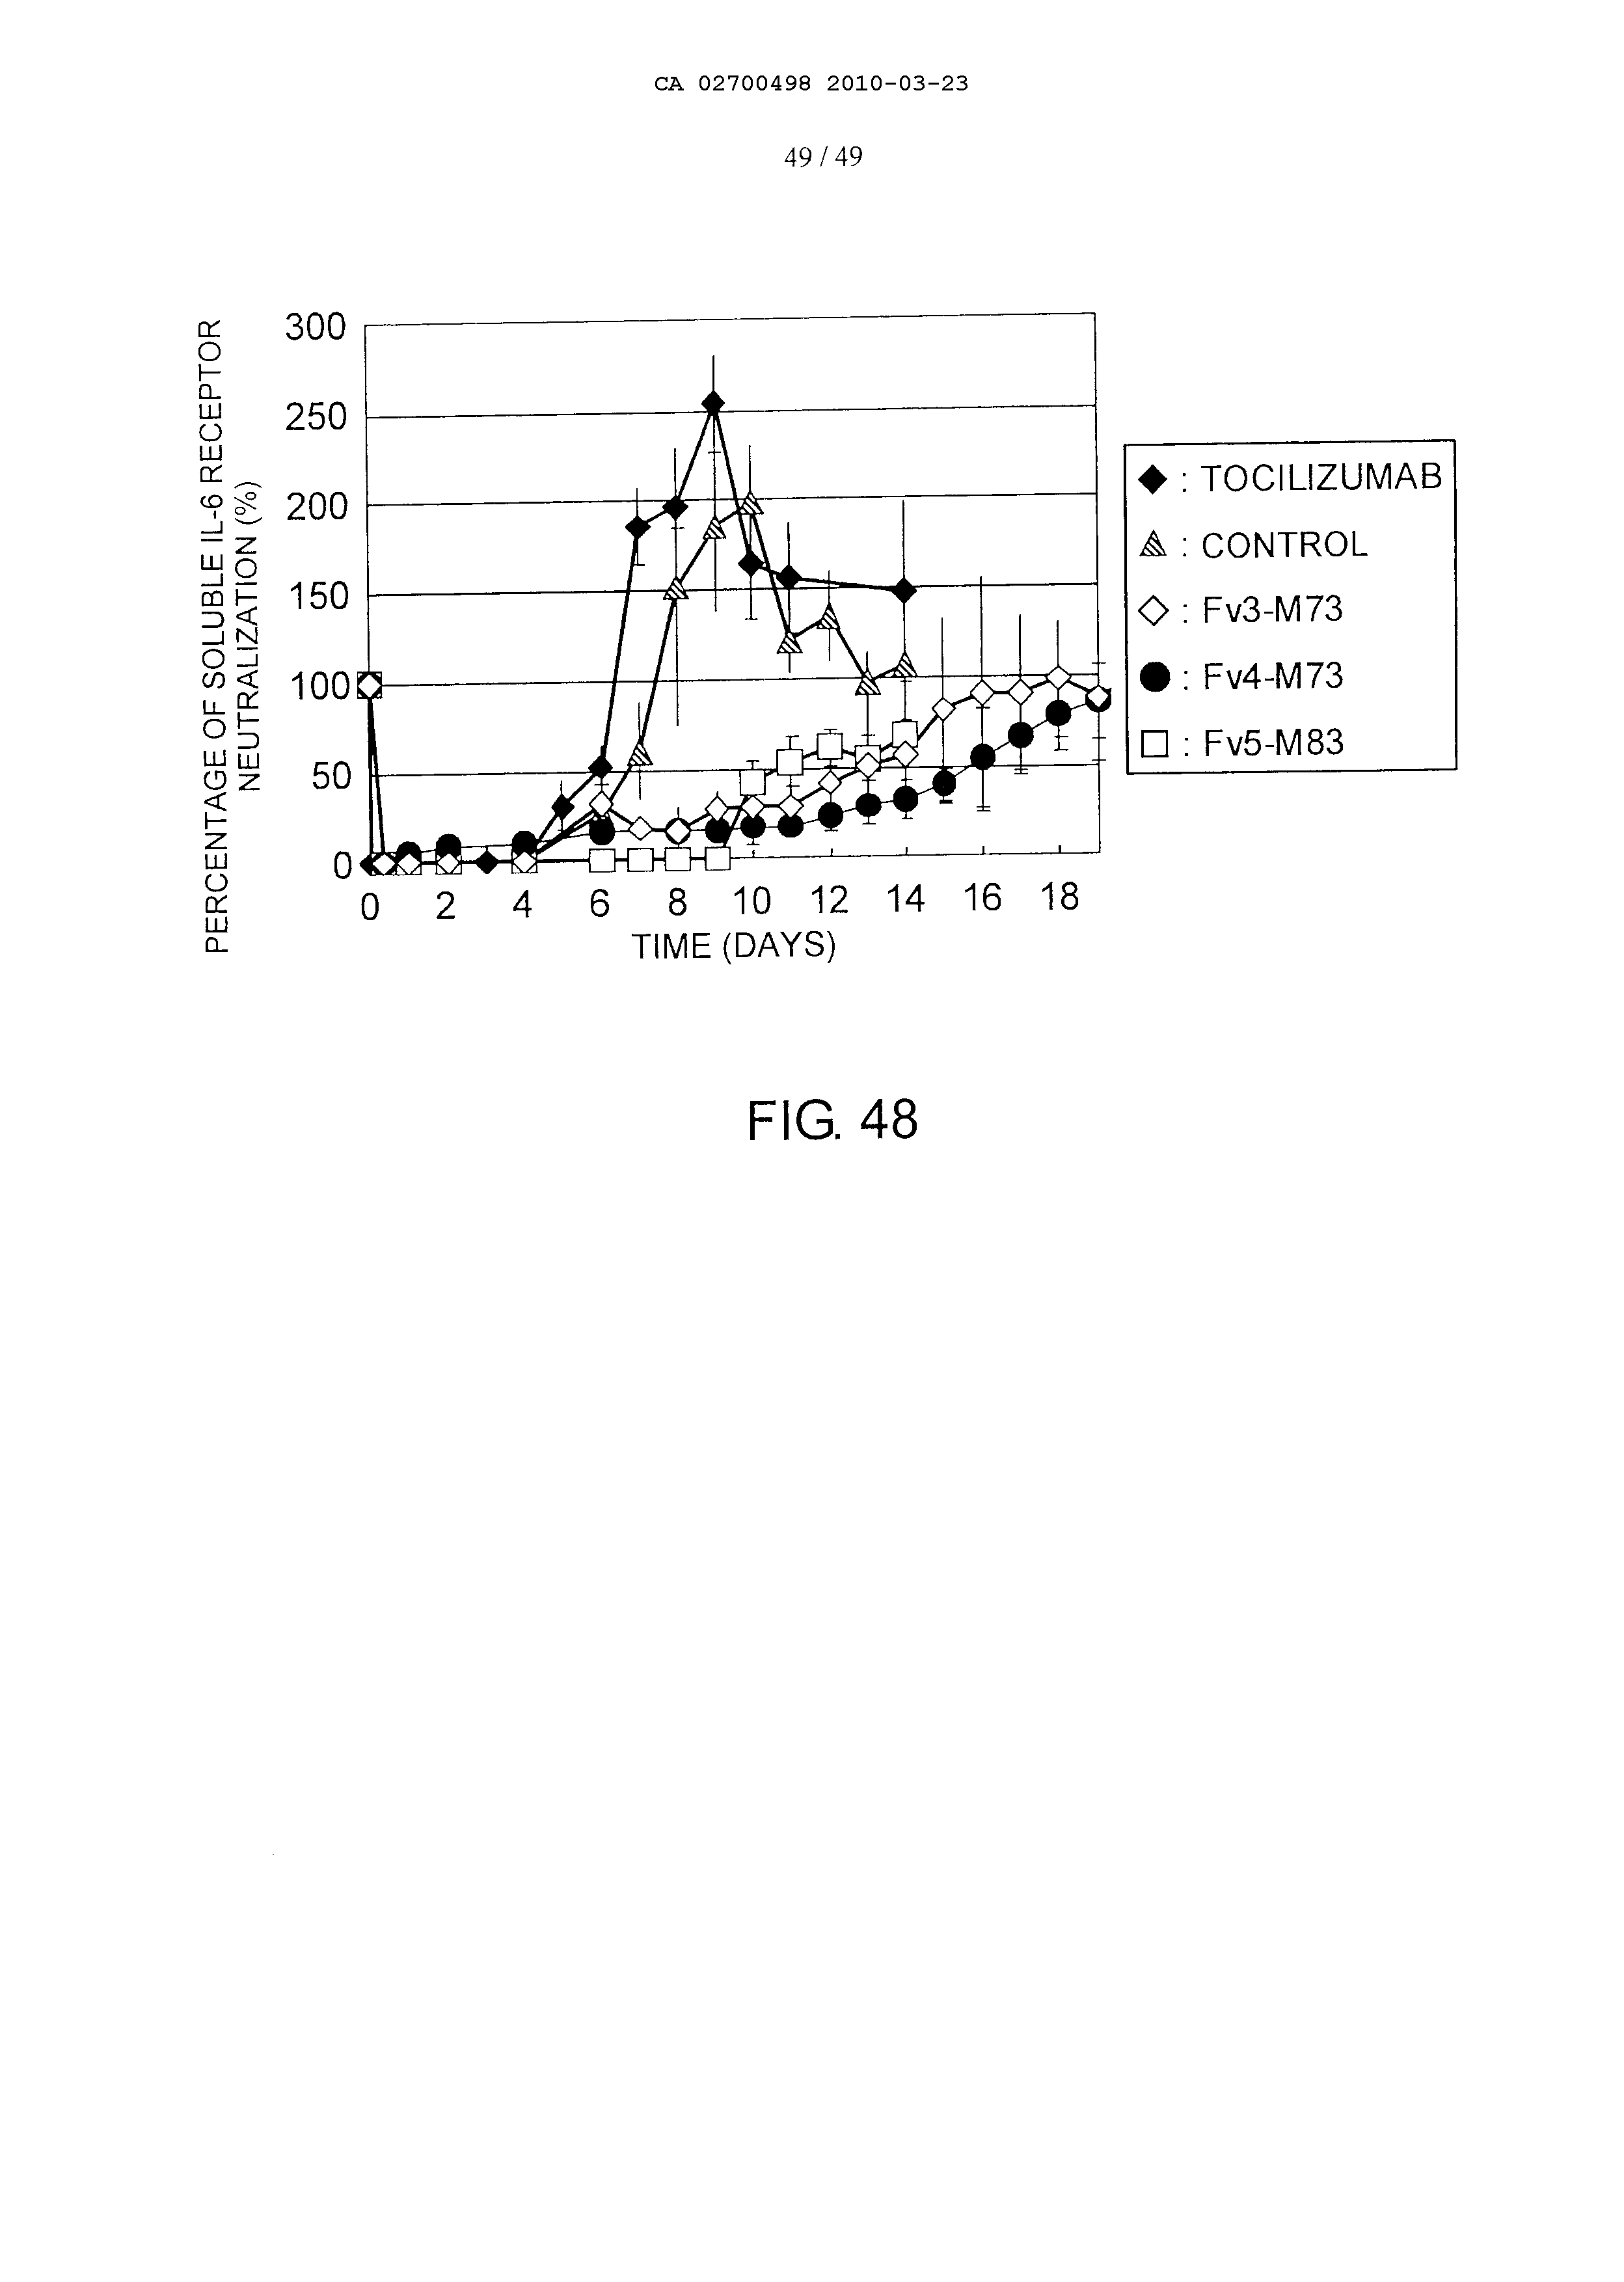 CA 02700498 2010-03-23
49 / 49
PERCENTAGE OF SOLUBLE IL-6 RECEPTOR
NEUTRALIZATION (%)
300
250
200
150
100
50
0
0 2 4 6 8 10 12 14 16 18
TIME (DAYS)
: TOCILIZUMAB
: CONTROL
: Fv3-M73
: Fv4-M73
: Fv5-M83
FIG. 48